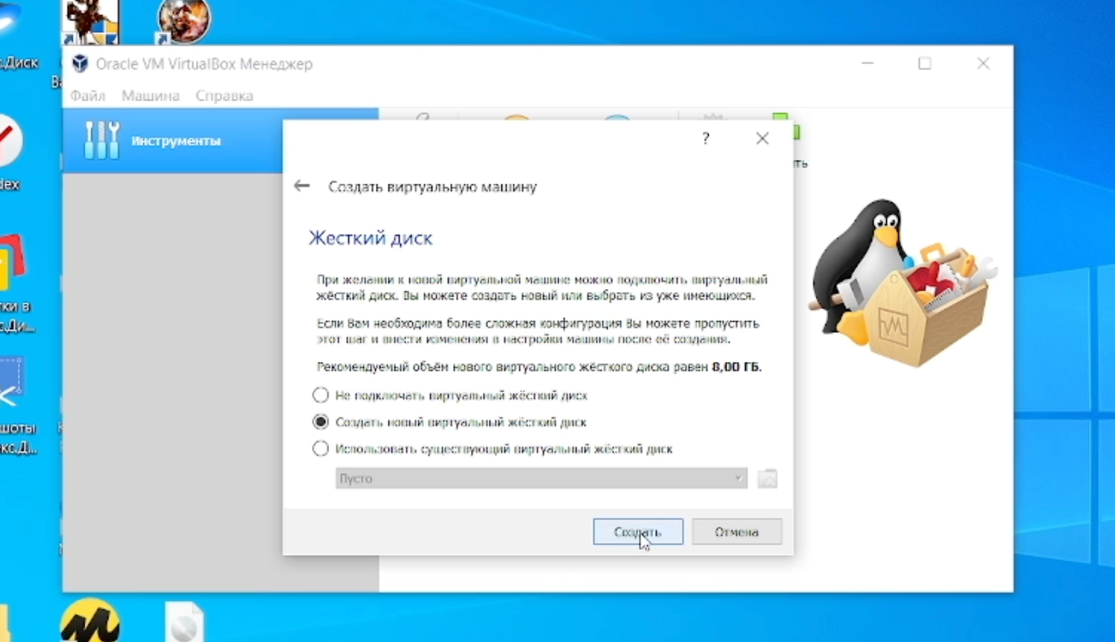 Oracle VM VirtualBox Менеджер
Файл Машина Справка
Инструменты
?
Создать виртуальную машину
Жесткий диск
При желании к новой виртуальной машине можно подключить виртуальный
жёсткий диск. Вы можете создать новый или выбрать из уже имеющихся.
Если Вам необходима более сложная конфигурация Вы можете пропустить
этот шаг и внести изменения в настройки машины после её создания.
Рекомендуемый объём нового виртуального жёсткого диска равен 8,00 ГБ.
Не подключать виртуальный жёсткий диск
Создать новый виртуальный жёсткий диск
Использовать существующий виртуальный жёсткий диск
Пусто
Создать Отмена